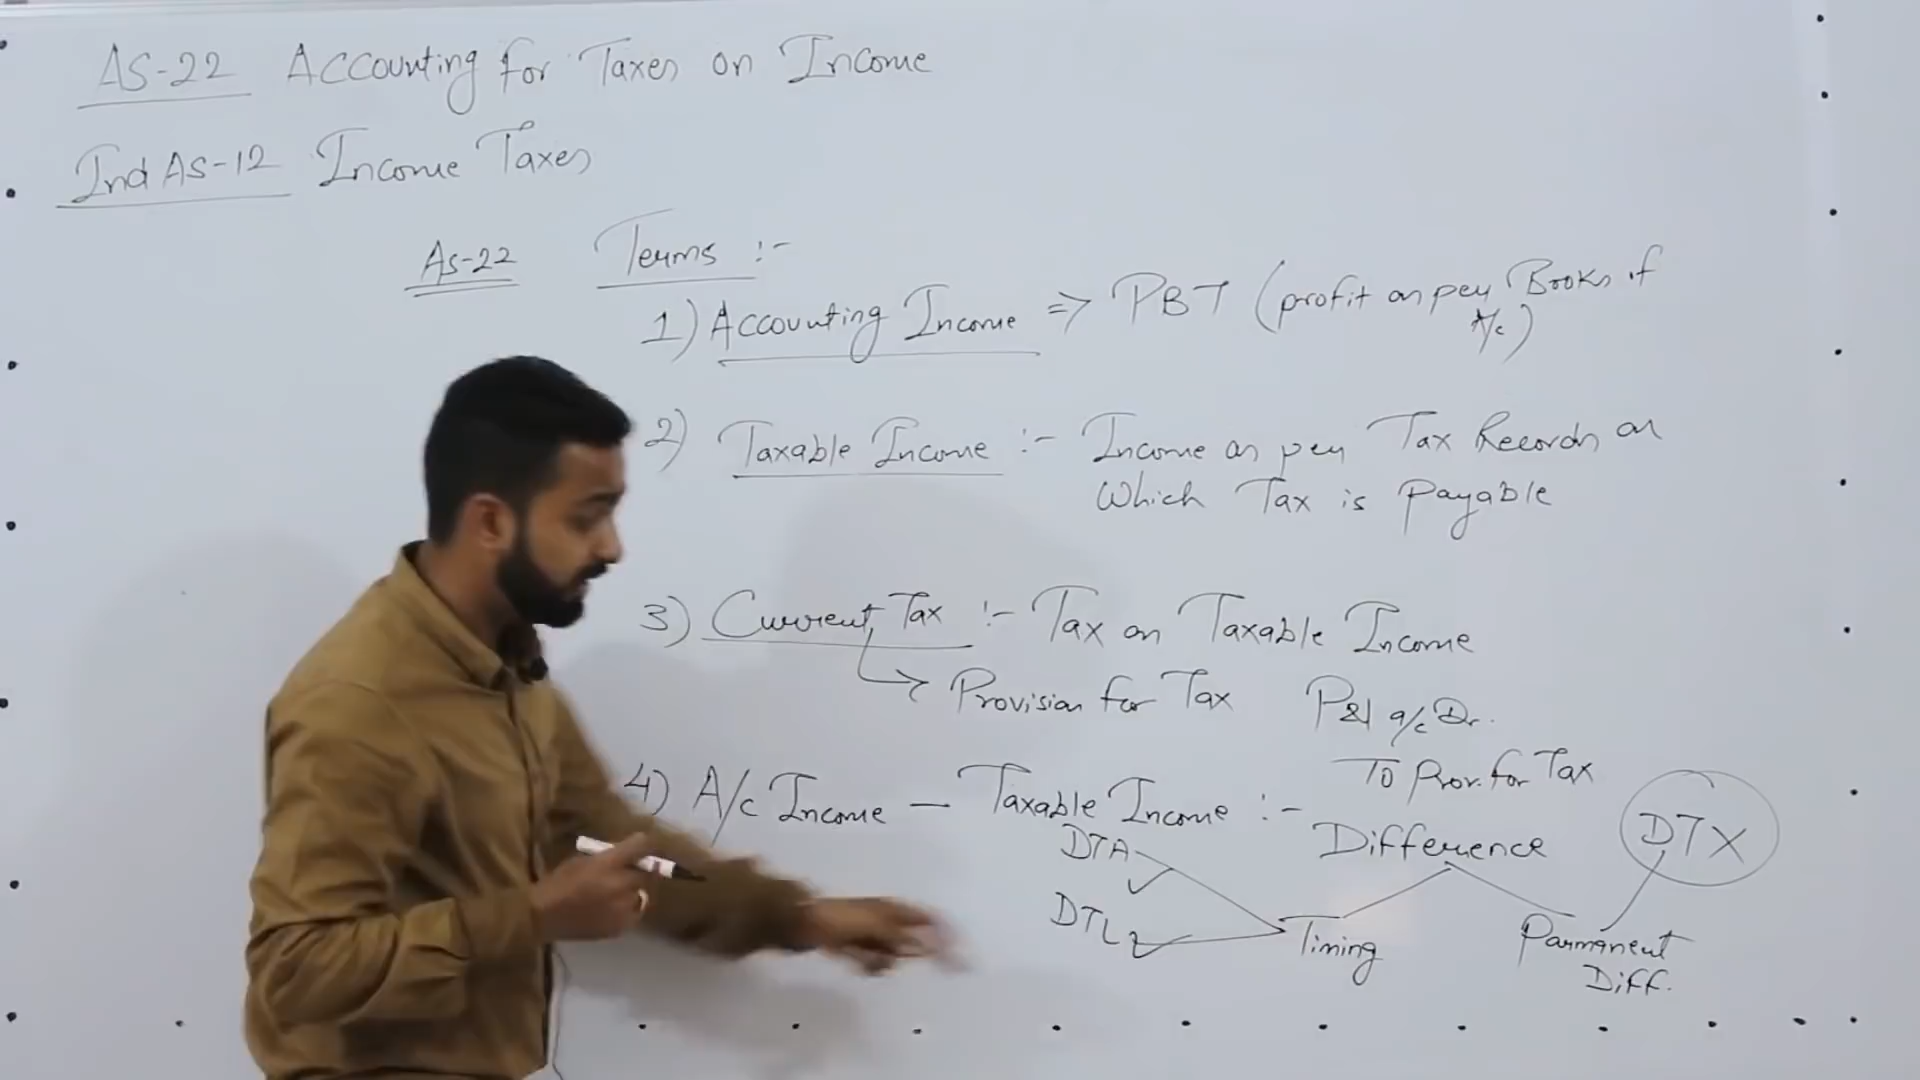 AS-22 Accounting for Taxes on Income
Ind AS-12 Income Taxes
AS-22 Terms :-
1) Accounting Income => PBT (profit as per Books of
A/c)
2) Taxable Income :- Income as per Tax Records on
Which Tax is Payable
3) Current Tax :- Tax on Taxable Income
Provision for Tax P&l a/c Dr.
To Prov. for Tax
4) A/c Income — Taxable Income :- Difference DTX
DTA
DTL Timing Parmanent
Diff.